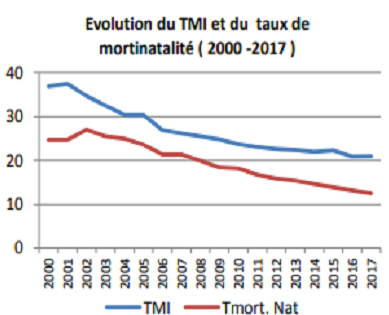 Evolution du TMI et du taux de
mortinatalité ( 2000 -2017 )
40
30
20
10
0
2000 2001 2002 2003 2004 2005 2006 2007 2008 2009 2010 2011 2012 2013 2014 2015 2016 2017
TMI Tmort. Nat